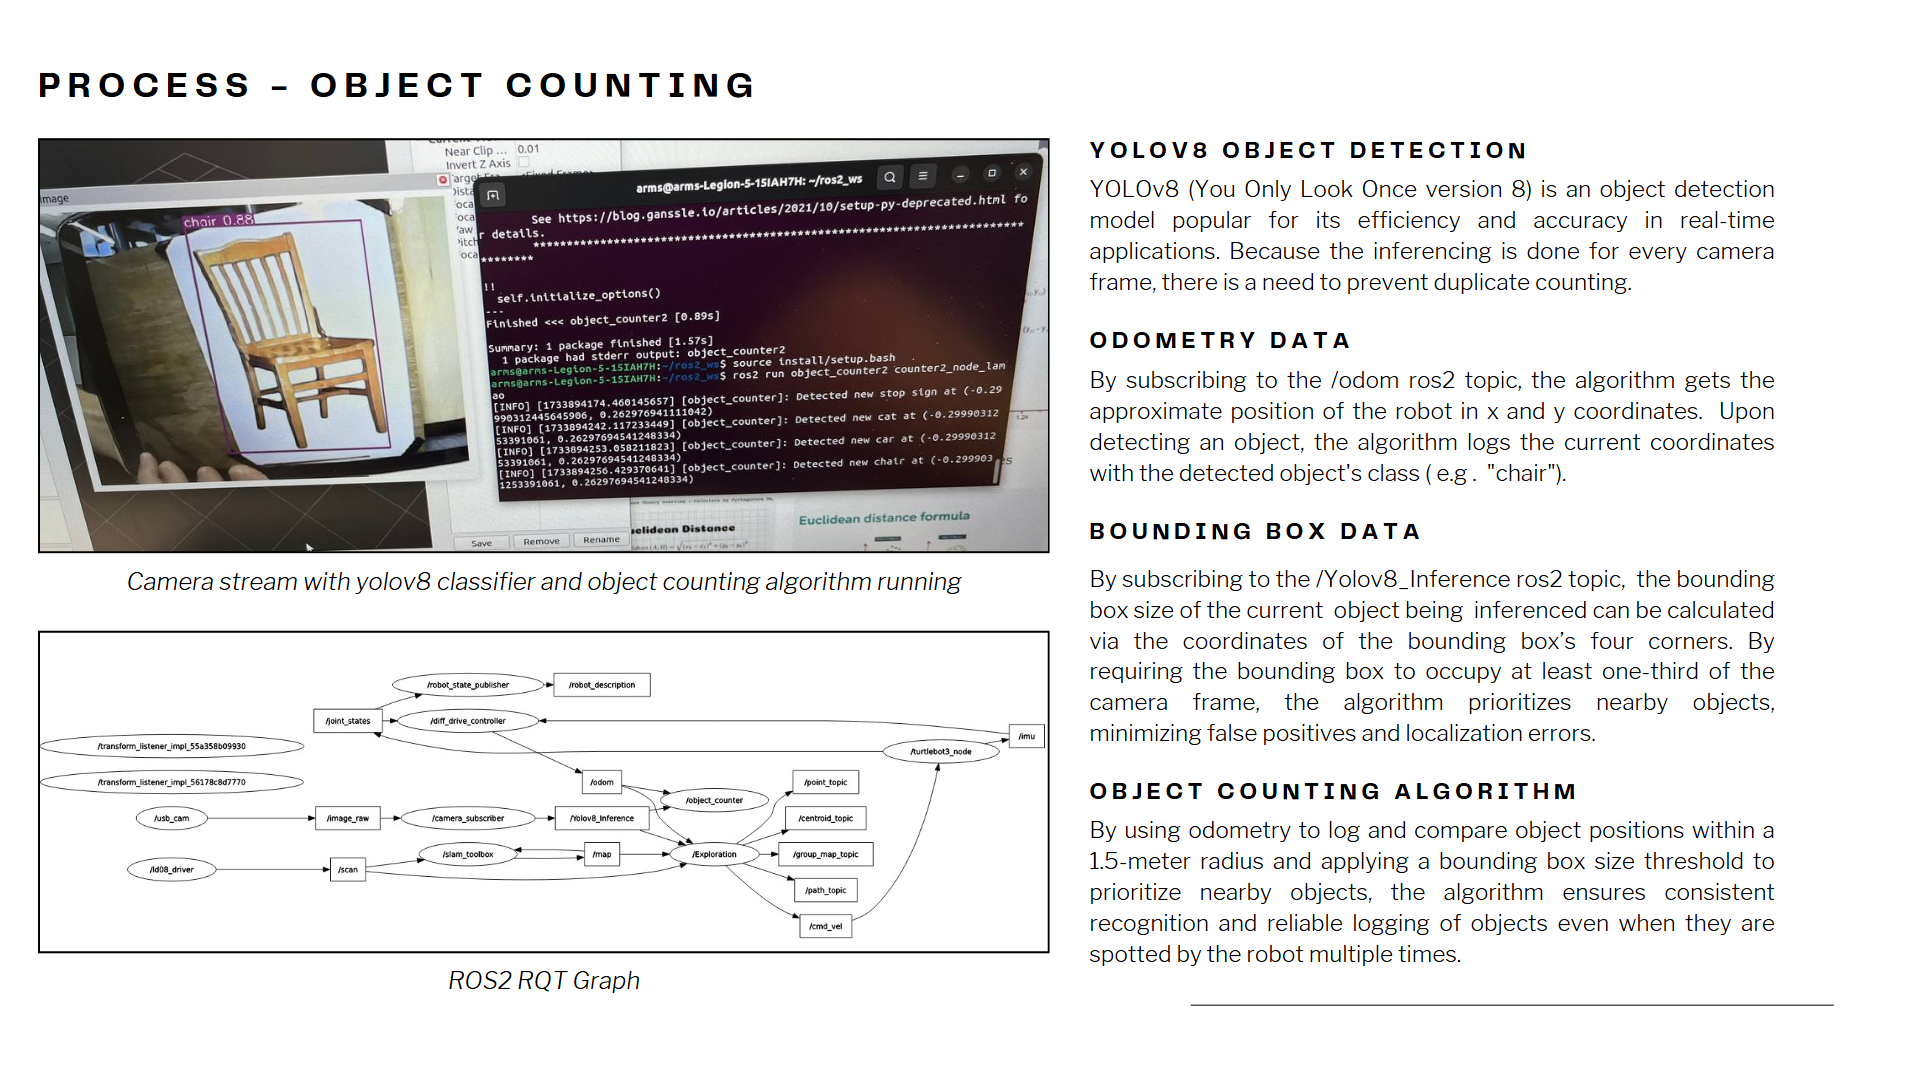 PROCESS – OBJECT COUNTING
Near Clip ... 0.01
Invert Z Axis
Image
chair 0.88
arms@arms-Legion-5-15IAH7H: ~/ros2_ws
See https://blog.ganssle.io/articles/2021/10/setup-py-deprecated.html fo
r details.
********************************************************************************
********
!!
self.initialize_options()
---
Finished <<< object_counter2 [0.89s]
Summary: 1 package finished [1.57s]
1 package had stderr output: object_counter2
arms@arms-Legion-5-15IAH7H:~/ros2_ws$ source install/setup.bash
arms@arms-Legion-5-15IAH7H:~/ros2_ws$ ros2 run object_counter2 counter2_node_lam
ao
[INFO] [1733894174.460145657] [object_counter]: Detected new stop sign at (-0.29
990312445645906, 0.262976941111042)
[INFO] [1733894242.117233449] [object_counter]: Detected new cat at (-0.29990312
53391061, 0.26297694541248334)
[INFO] [1733894253.058211823] [object_counter]: Detected new car at (-0.29990312
53391061, 0.26297694541248334)
[INFO] [1733894256.429370641] [object_counter]: Detected new chair at (-0.299903
1253391061, 0.26297694541248334)
Save Remove Rename
Euclidean distance formula
Camera stream with yolov8 classifier and object counting algorithm running
/robot_state_publisher
/robot_description
/joint_states
/diff_drive_controller
/imu
/transform_listener_impl_55a358b09930
/turtlebot3_node
/transform_listener_impl_56178c8d7770
/odom
/point_topic
/object_counter
/usb_cam
/image_raw
/camera_subscriber
/Yolov8_Inference
/centroid_topic
/slam_toolbox
/map
/Exploration
/group_map_topic
/ld08_driver
/scan
/path_topic
/cmd_vel
ROS2 RQT Graph
YOLOV8 OBJECT DETECTION
YOLOv8 (You Only Look Once version 8) is an object detection
model popular for its efficiency and accuracy in real-time
applications. Because the inferencing is done for every camera
frame, there is a need to prevent duplicate counting.
ODOMETRY DATA
By subscribing to the /odom ros2 topic, the algorithm gets the
approximate position of the robot in x and y coordinates. Upon
detecting an object, the algorithm logs the current coordinates
with the detected object's class ( e.g . "chair").
BOUNDING BOX DATA
By subscribing to the /Yolov8_Inference ros2 topic, the bounding
box size of the current object being inferenced can be calculated
via the coordinates of the bounding box’s four corners. By
requiring the bounding box to occupy at least one-third of the
camera frame, the algorithm prioritizes nearby objects,
minimizing false positives and localization errors.
OBJECT COUNTING ALGORITHM
By using odometry to log and compare object positions within a
1.5-meter radius and applying a bounding box size threshold to
prioritize nearby objects, the algorithm ensures consistent
recognition and reliable logging of objects even when they are
spotted by the robot multiple times.